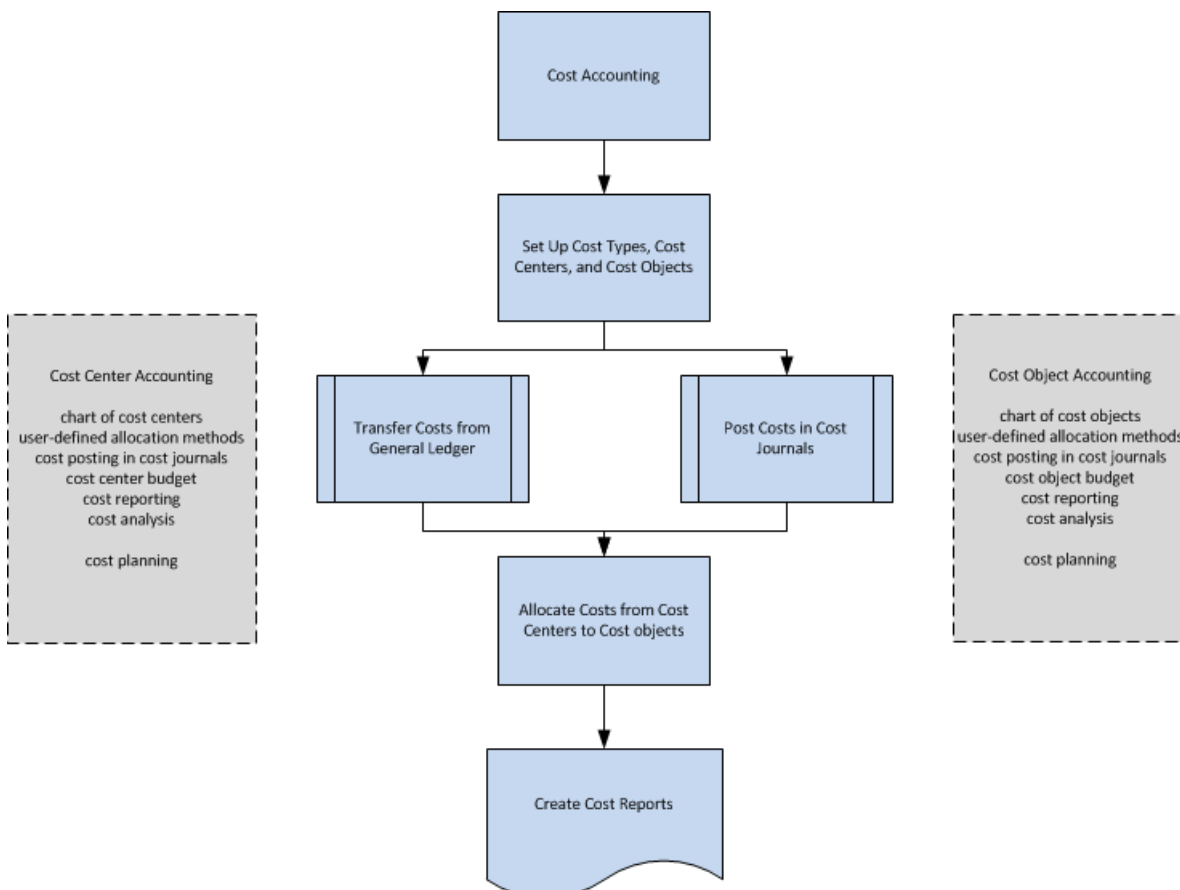 Cost Accounting
Set Up Cost Types, Cost
Centers, and Cost Objects
Cost Center Accounting
chart of cost centers
user-defined allocation methods
cost posting in cost journals
cost center budget
cost reporting
cost analysis
cost planning
Transfer Costs from
General Ledger
Post Costs in Cost
Journals
Cost Object Accounting
chart of cost objects
user-defined allocation methods
cost posting in cost journals
cost object budget
cost reporting
cost analysis
cost planning
Allocate Costs from Cost
Centers to Cost objects
Create Cost Reports